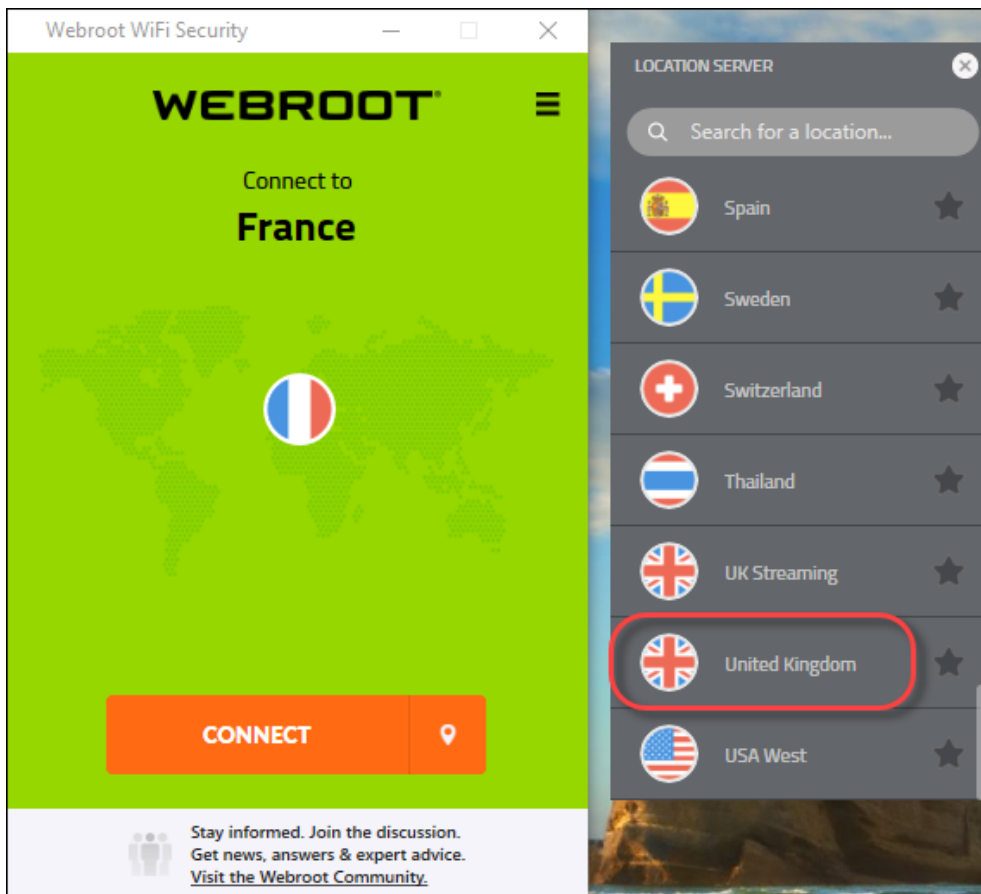 Webroot WiFi Security
WEBROOT®
Connect to
France
CONNECT
Stay informed. Join the discussion.
Get news, answers & expert advice.
Visit the Webroot Community.
LOCATION SERVER
Search for a location...
Spain
Sweden
Switzerland
Thailand
UK Streaming
United Kingdom
USA West